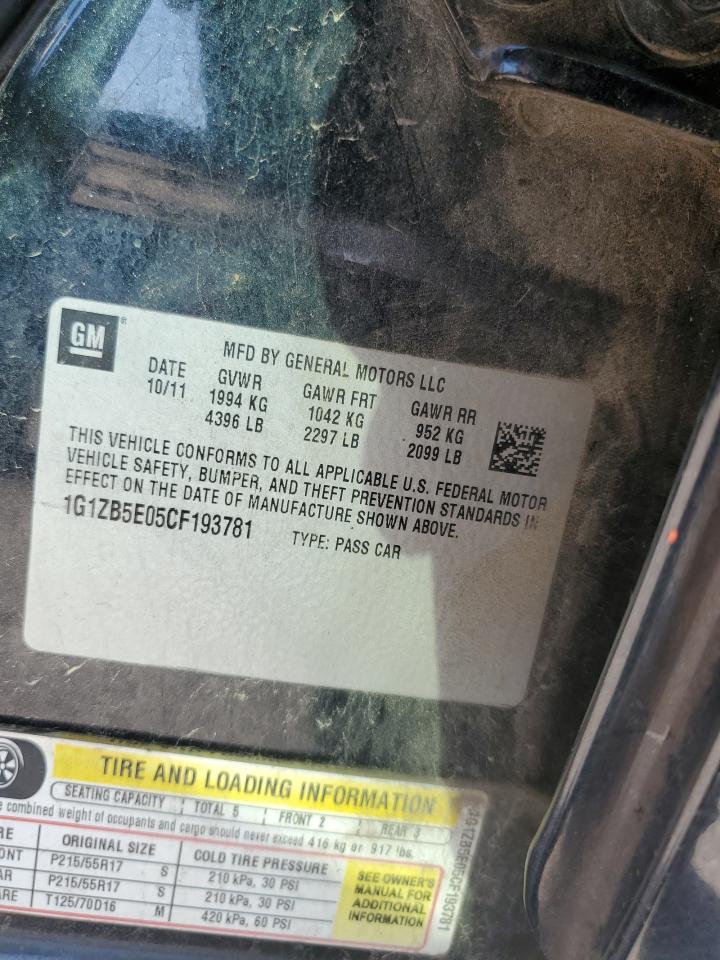 GM
MFD BY GENERAL MOTORS LLC
DATE GVWR GAWR FRT GAWR RR
10/11 1994 KG 1042 KG 952 KG
4396 LB 2297 LB 2099 LB
THIS VEHICLE CONFORMS TO ALL APPLICABLE U.S. FEDERAL MOTOR
VEHICLE SAFETY, BUMPER, AND THEFT PREVENTION STANDARDS IN
EFFECT ON THE DATE OF MANUFACTURE SHOWN ABOVE.
1G1ZB5E05CF193781 TYPE: PASS CAR
TIRE AND LOADING INFORMATION
SEATING CAPACITY TOTAL 5 FRONT 2 REAR 3
combined weight of occupants and cargo should never exceed 416 kg or 917 lbs.
RE ORIGINAL SIZE COLD TIRE PRESSURE
ONT P215/55R17 S 210 kPa, 30 PSI
AR P215/55R17 S 210 kPa, 30 PSI
ARE T125/70D16 M 420 kPa, 60 PSI
SEE OWNER'S
MANUAL FOR
ADDITIONAL
INFORMATION
1G1ZB5E05CF193781